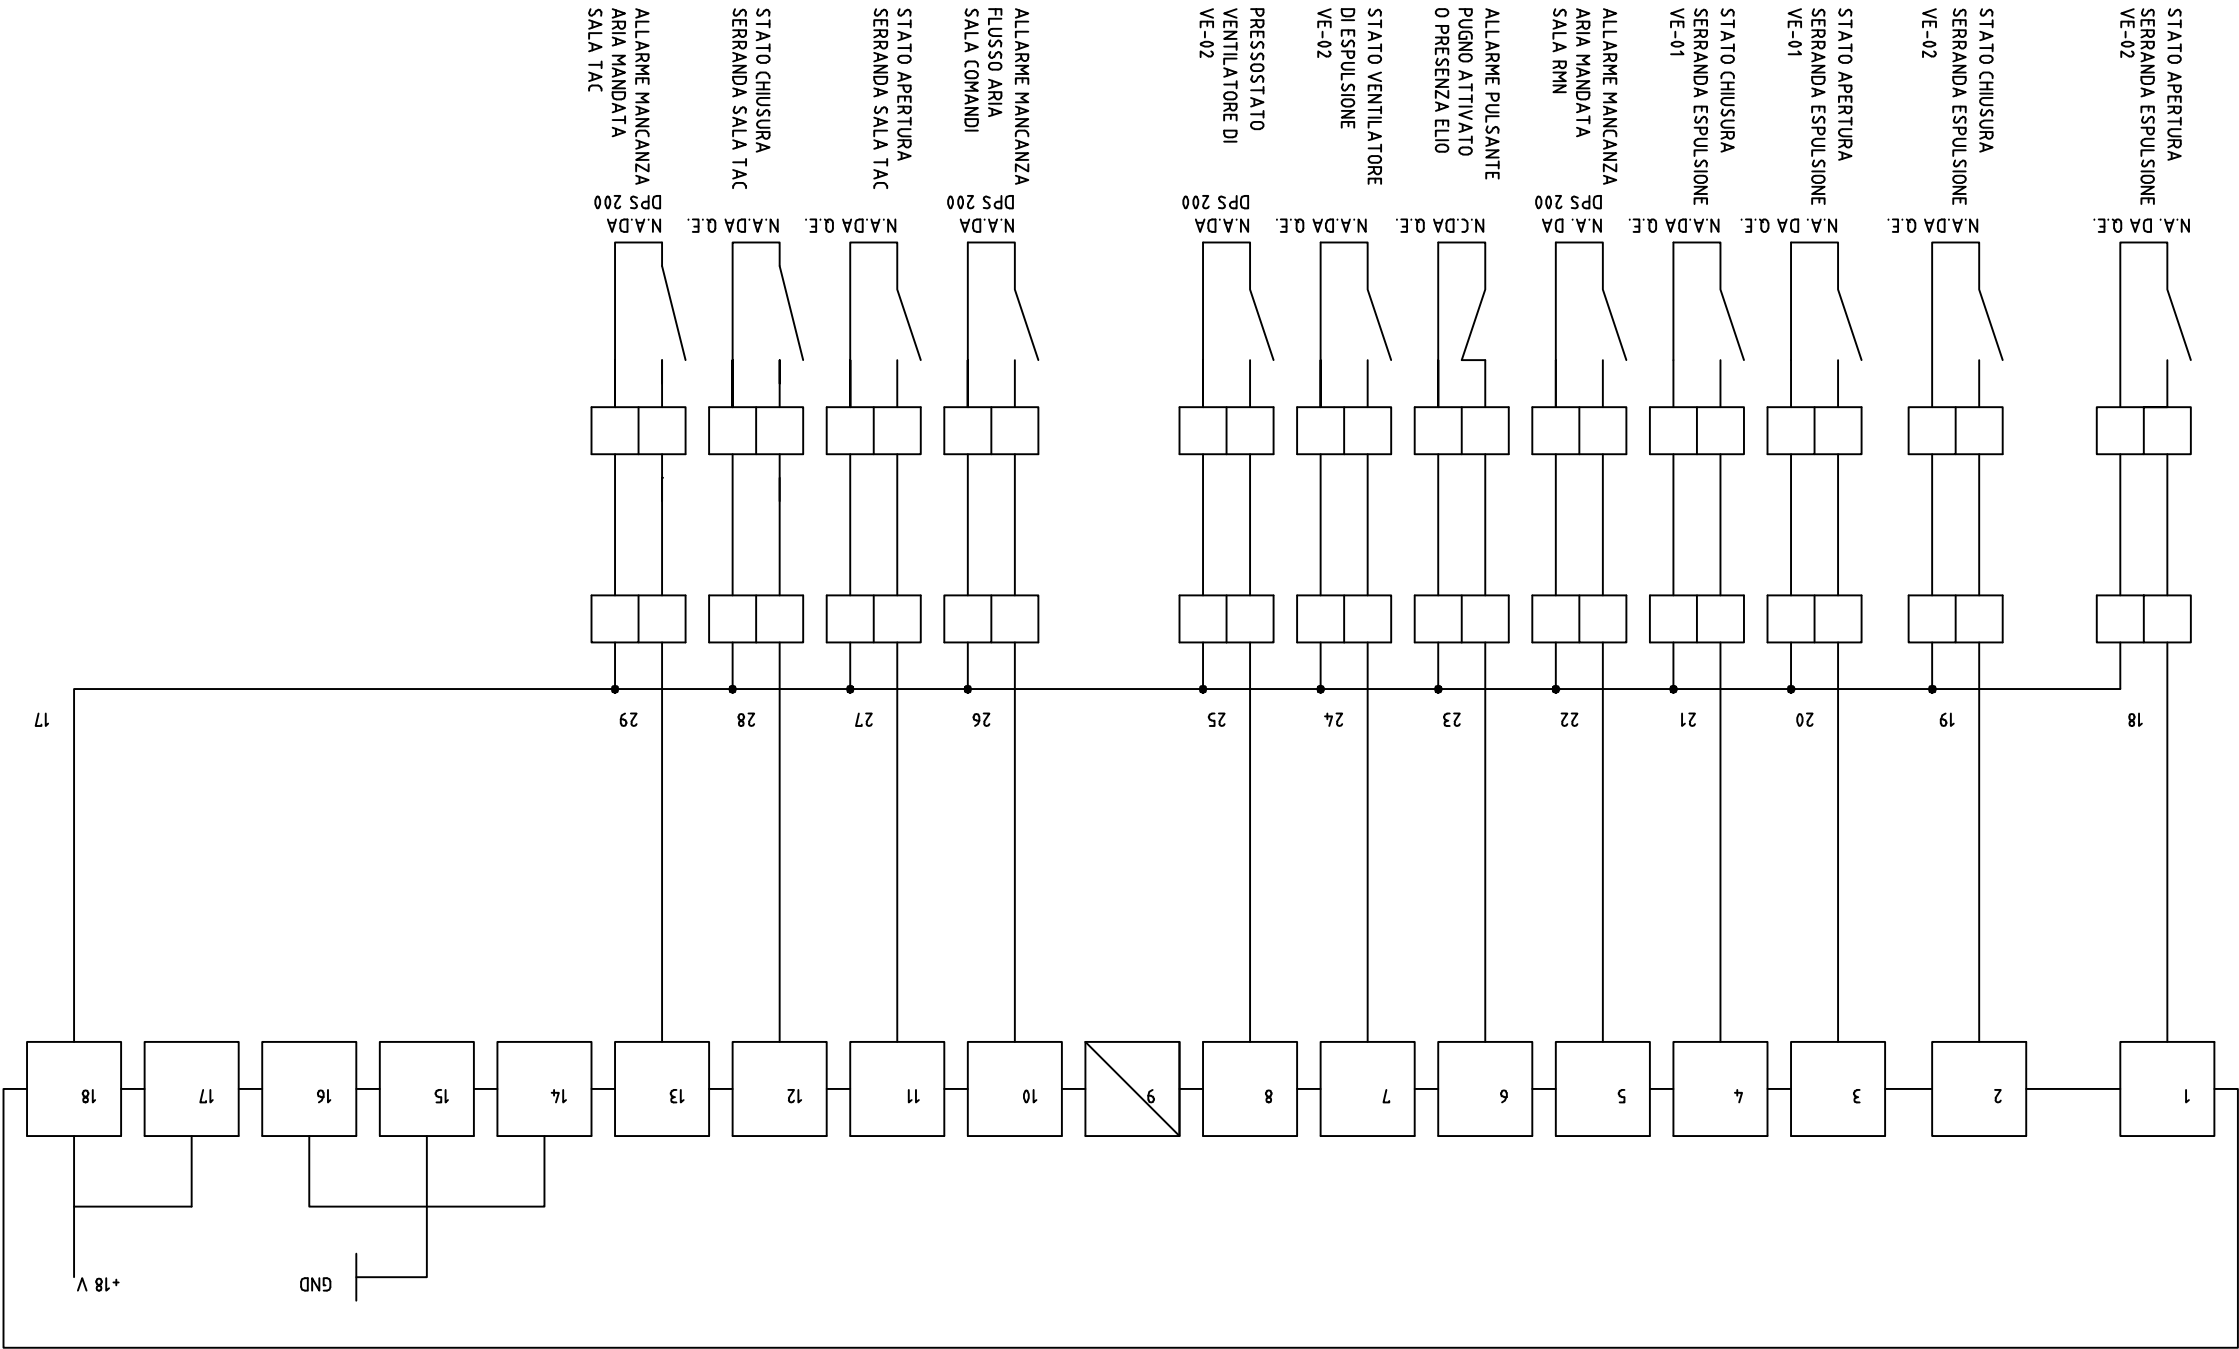 ALLARME MANCANZA
ARIA MANDATA
SALA TAC
STATO CHIUSURA
SERRANDA SALA TAC
STATO APERTURA
SERRANDA SALA TAC
ALLARME MANCANZA
FLUSSO ARIA
SALA COMANDI
PRESSOSTATO
VENTILATORE DI
VE-02
STATO VENTILATORE
DI ESPULSIONE
VE-02
ALLARME PULSANTE
PUGNO ATTIVATO
O PRESENZA ELIO
ALLARME MANCANZA
ARIA MANDATA
SALA RMN
STATO CHIUSURA
SERRANDA ESPULSIONE
VE-01
STATO APERTURA
SERRANDA ESPULSIONE
VE-01
STATO CHIUSURA
SERRANDA ESPULSIONE
VE-02
STATO APERTURA
SERRANDA ESPULSIONE
VE-02
N.A.DA
DPS 200
N.A.DA Q.E.
N.A.DA Q.E.
N.A.DA
DPS 200
N.A.DA
DPS 200
N.A.DA Q.E.
N.C.DA Q.E.
N.A. DA
DPS 200
N.A.DA Q.E.
N.A. DA Q.E.
N.A.DA Q.E.
N.A. DA Q.E.
17
29
28
27
26
25
24
23
22
21
20
19
18
18
17
16
15
14
13
12
11
10
9
8
7
6
5
4
3
2
1
+18 V
GND